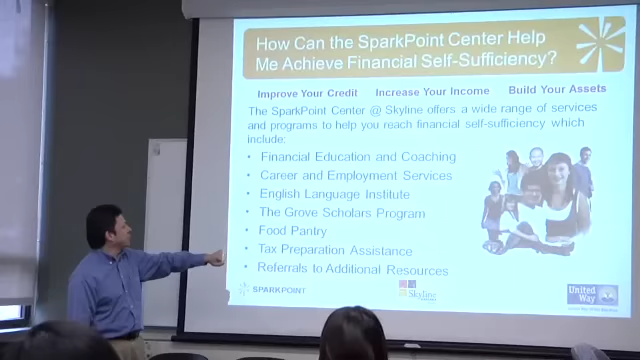 How Can the SparkPoint Center Help
Me Achieve Financial Self-Sufficiency?
Improve Your Credit Increase Your Income Build Your Assets
The SparkPoint Center @ Skyline offers a wide range of services
and programs to help you reach financial self-sufficiency which
include:
• Financial Education and Coaching
• Career and Employment Services
• English Language Institute
• The Grove Scholars Program
• Food Pantry
• Tax Preparation Assistance
• Referrals to Additional Resources
SPARKPOINT
Skyline
United
Way